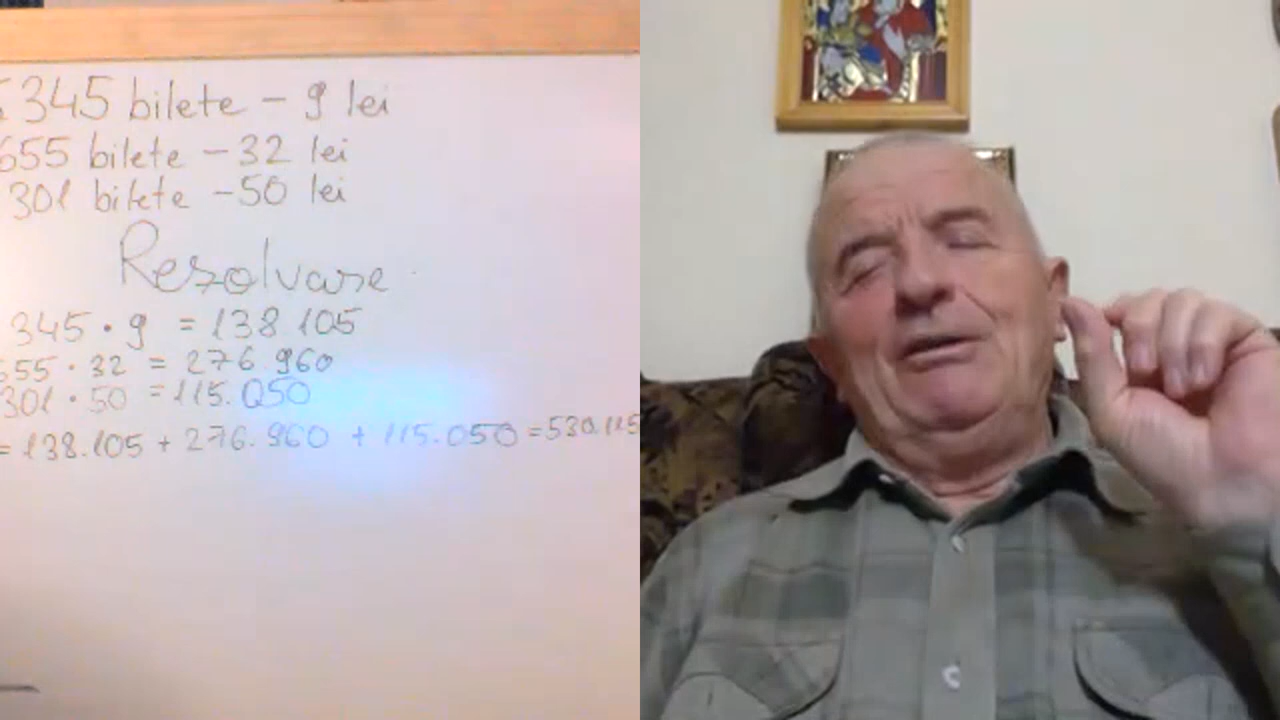 345 bilete - 9 lei
655 bilete - 32 lei
301 bilete - 50 lei
Rezolvare
345 • 9 = 138 105
655 • 32 = 276.960
301 • 50 = 115.050
= 138.105 + 276.960 + 115.050 = 530.115